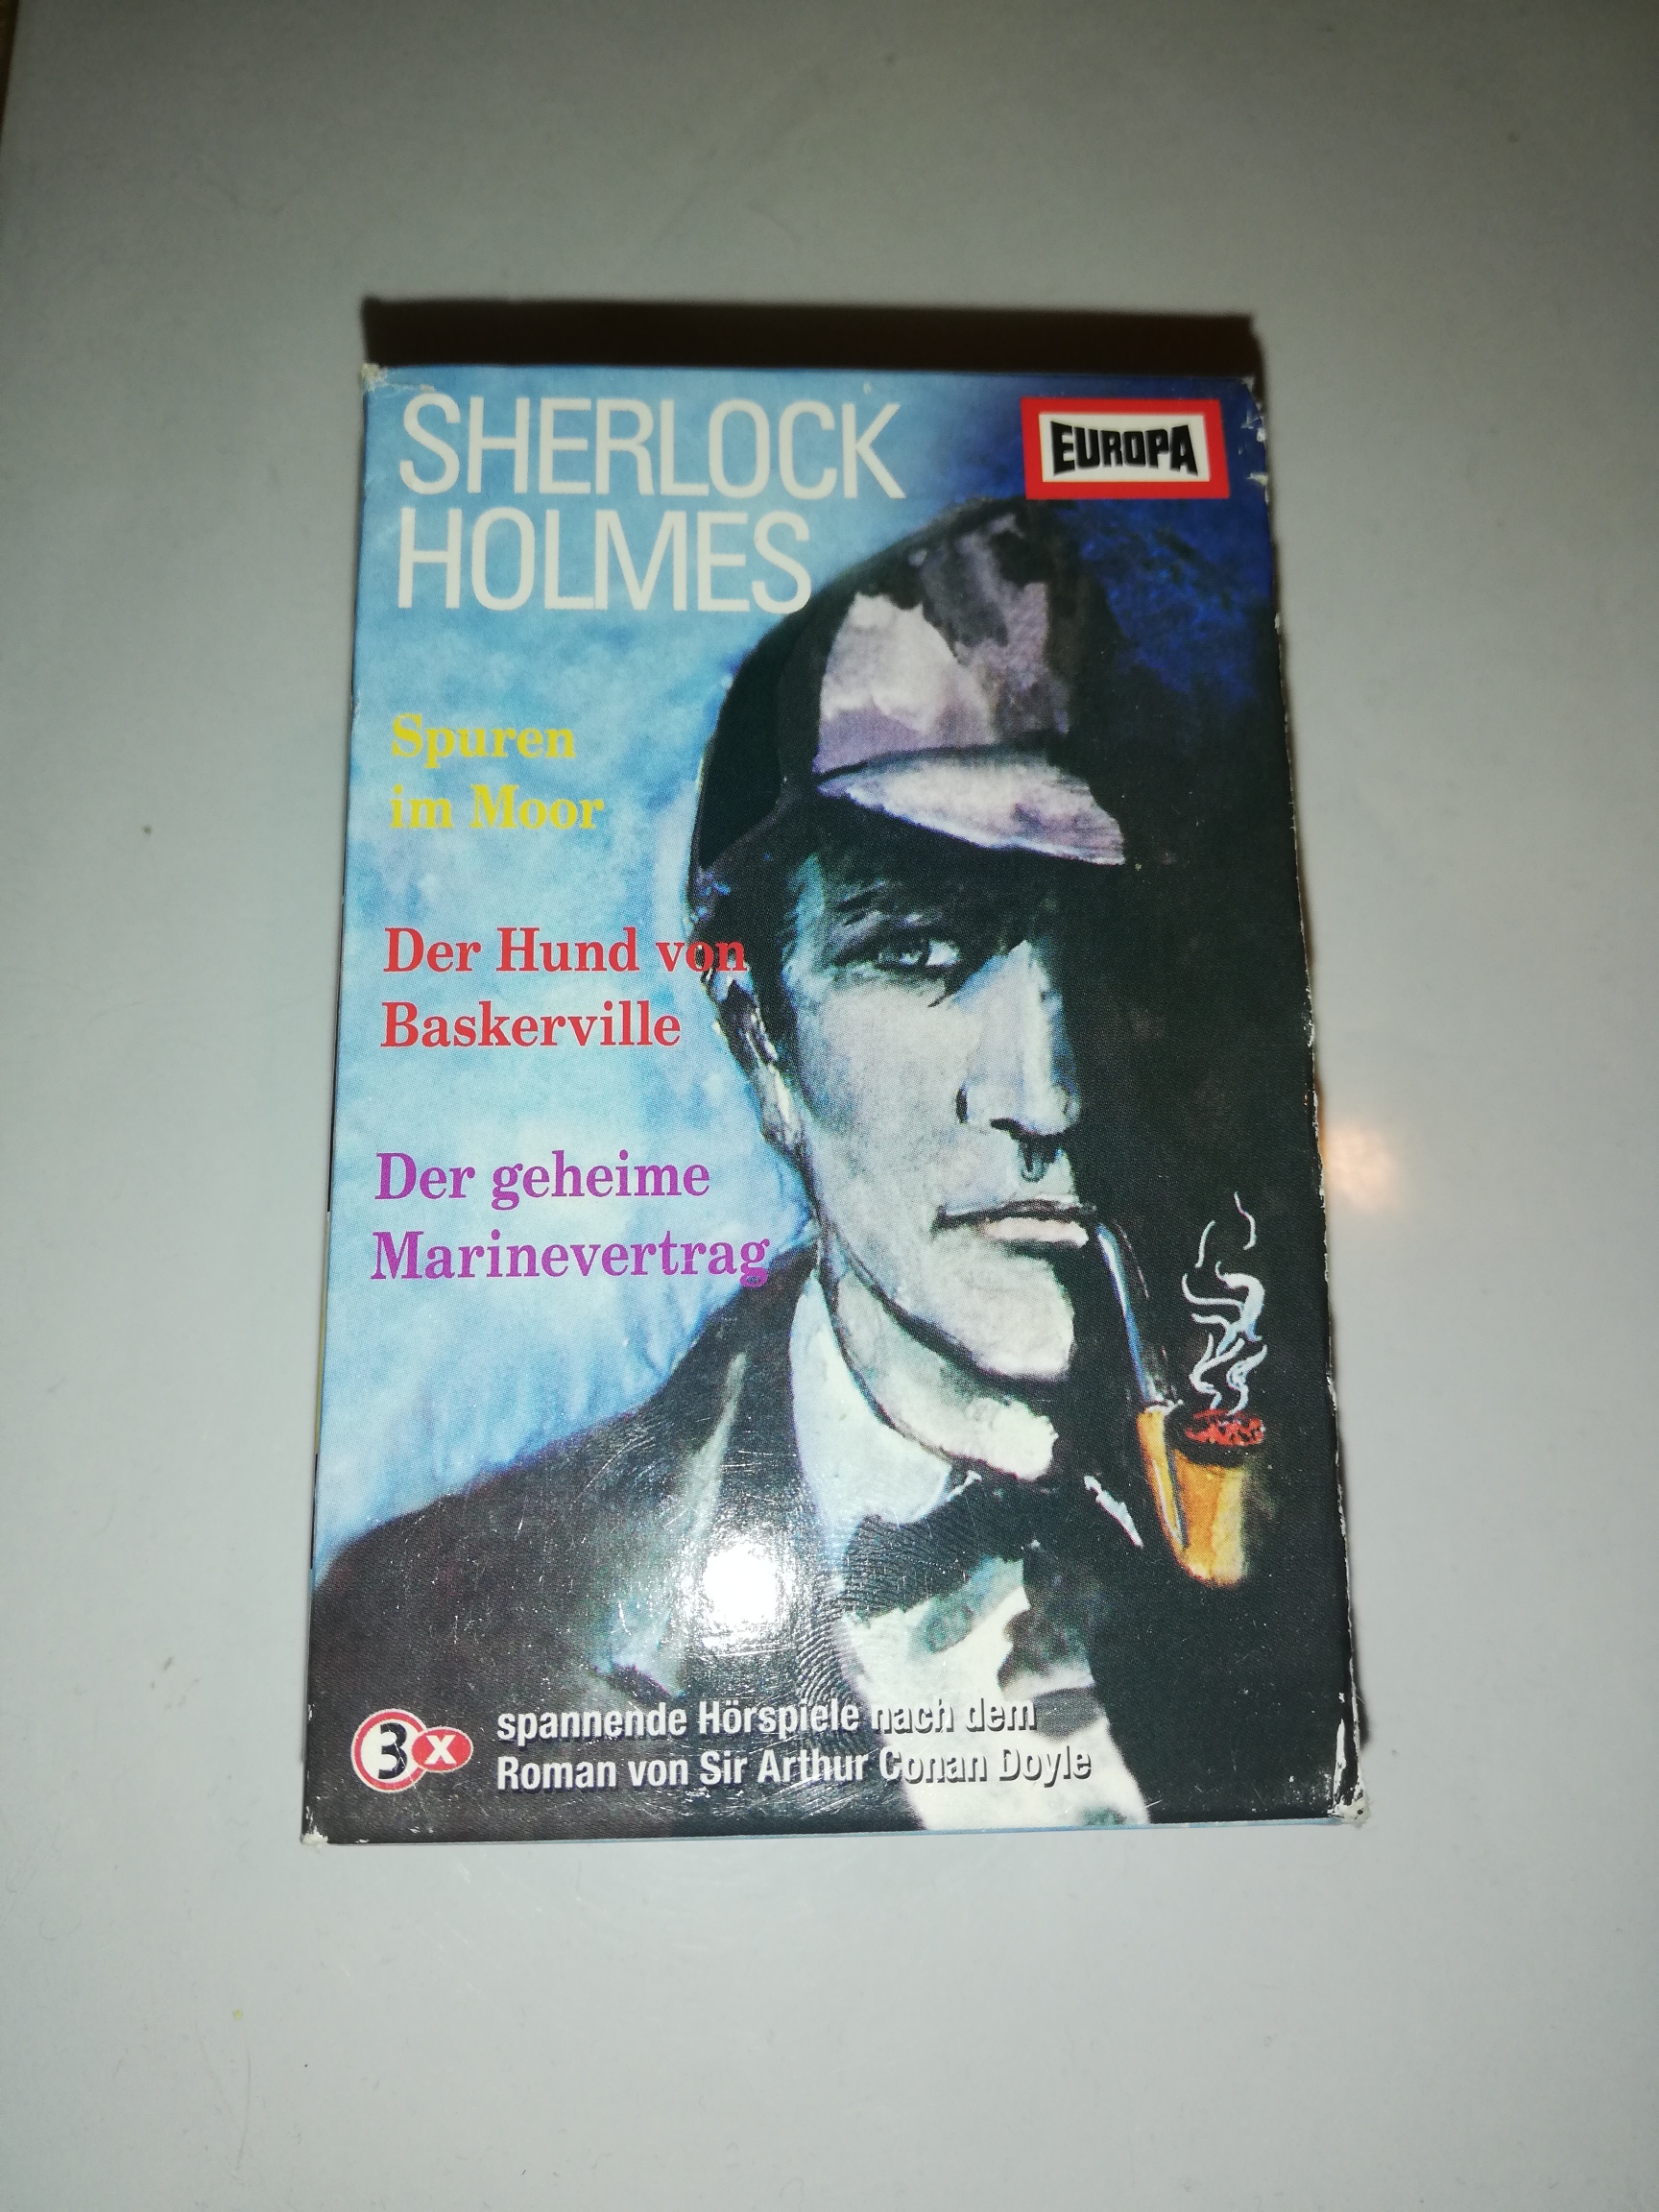 SHERLOCK
HOLMES
EUROPA
Spuren
im Moor
Der Hund von
Baskerville
Der geheime
Marinevertrag
3x
spannende Hörspiele nach dem
Roman von Sir Arthur Conan Doyle